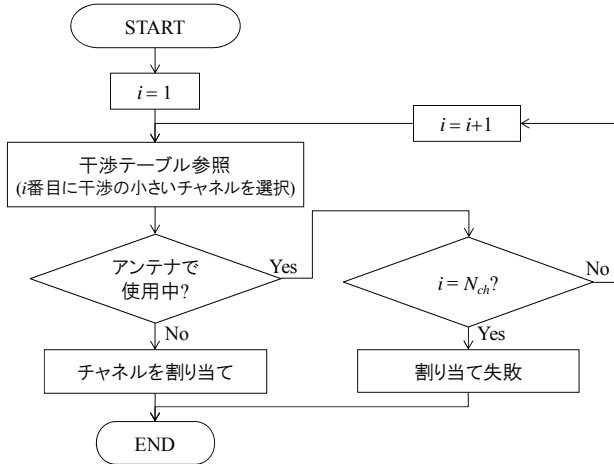 START
i = 1
i = i+1
干渉テーブル参照
(i番目に干渉の小さいチャネルを選択)
アンテナで
使用中?
Yes
No
i = Nch?
No
Yes
チャネルを割り当て
割り当て失敗
END